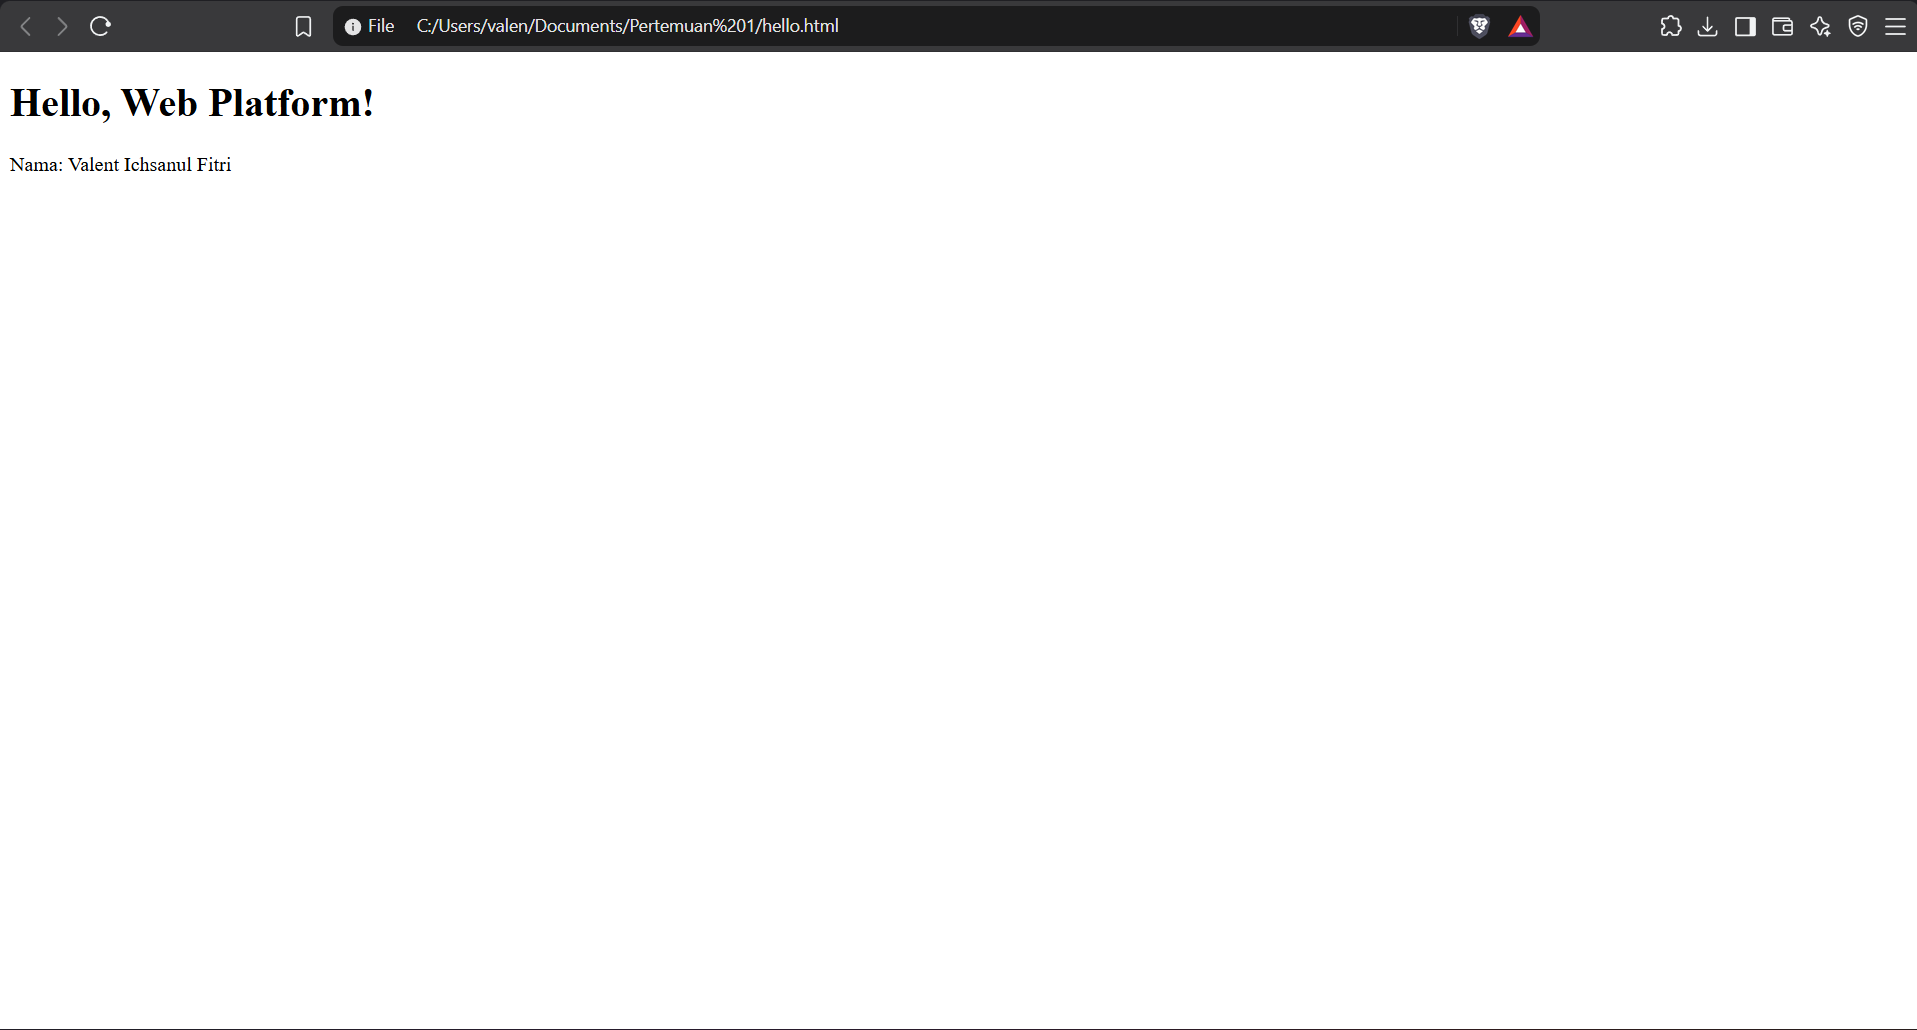 File C:/Users/valen/Documents/Pertemuan%201/hello.html
Hello, Web Platform!
Nama: Valent Ichsanul Fitri